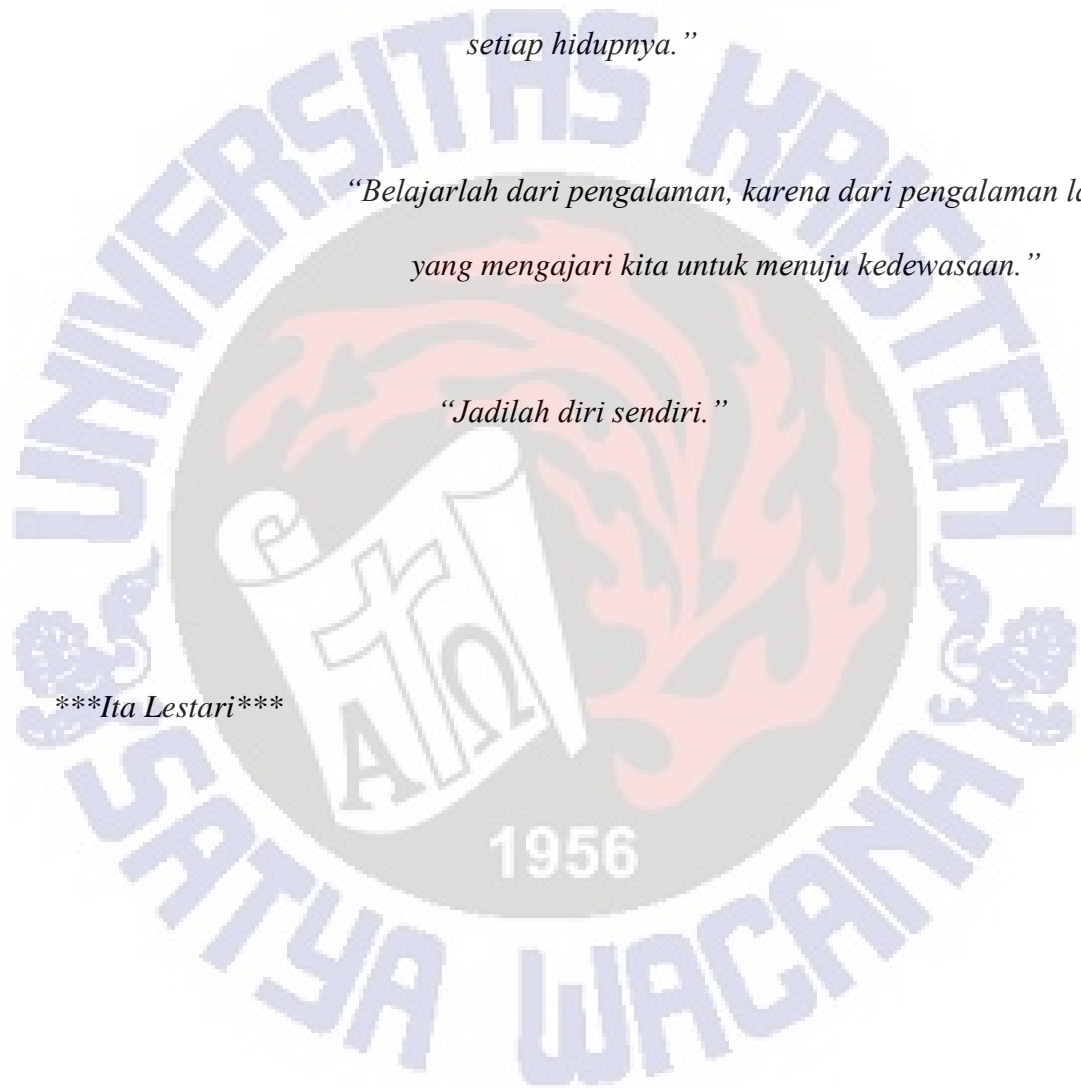 setiap hidupnya.”
“Belajarlah dari pengalaman, karena dari pengalaman
yang mengajari kita untuk menuju kedewasaan.”
“Jadilah diri sendiri.”
***Ita Lestari***
UNIVERSITAS KRISTEN
SATYA WACANA
Α Ω
1956